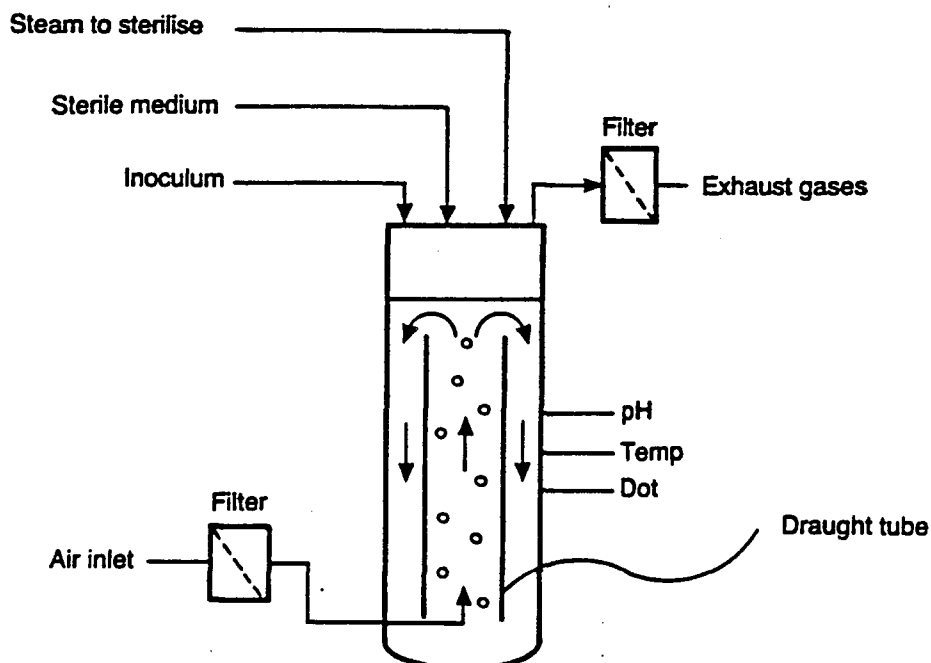 Steam to sterilise
Sterile medium
Filter
Inoculum
Exhaust gases
pH
Temp
Dot
Filter
Draught tube
Air inlet